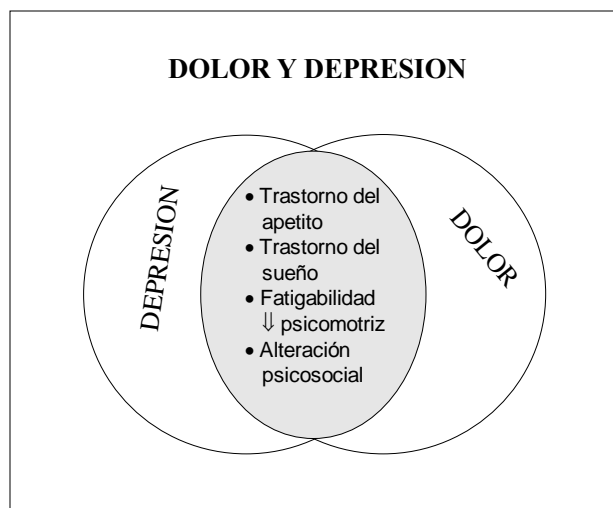 DOLOR Y DEPRESION
DEPRESION
• Trastorno del
apetito
• Trastorno del
sueño
• Fatigabilidad
⇓ psicomotriz
• Alteración
psicosocial
DOLOR